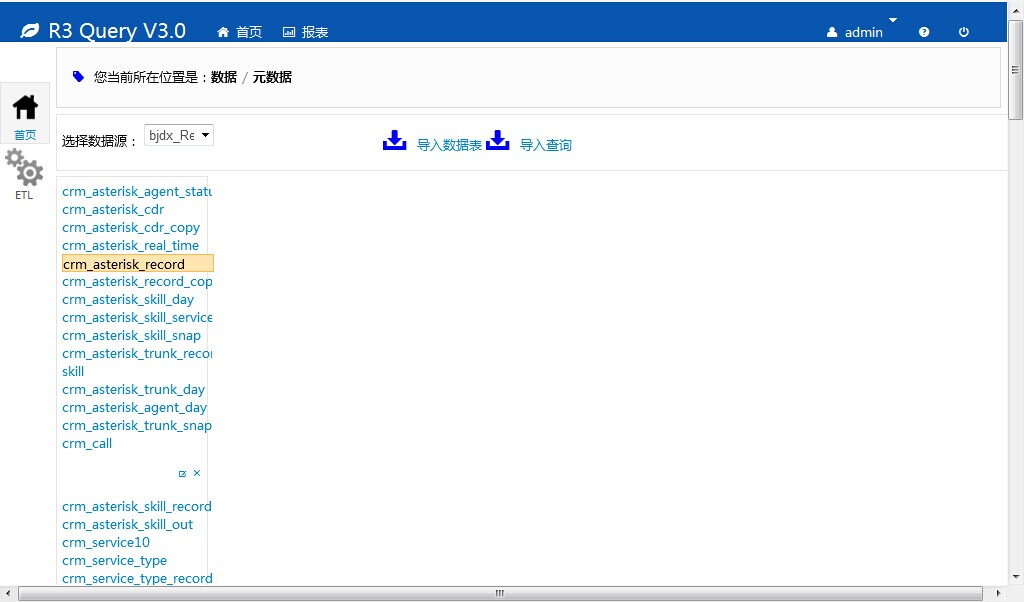 R3 Query V3.0 首页 报表 admin
您当前所在位置是：数据 / 元数据
首页
选择数据源： bjdx_Re 导入数据表 导入查询
ETL
crm_asterisk_agent_statu
crm_asterisk_cdr
crm_asterisk_cdr_copy
crm_asterisk_real_time
crm_asterisk_record
crm_asterisk_record_cop
crm_asterisk_skill_day
crm_asterisk_skill_service
crm_asterisk_skill_snap
crm_asterisk_trunk_recor
skill
crm_asterisk_trunk_day
crm_asterisk_agent_day
crm_asterisk_trunk_snap
crm_call
crm_asterisk_skill_record
crm_asterisk_skill_out
crm_service10
crm_service_type
crm_service_type_record